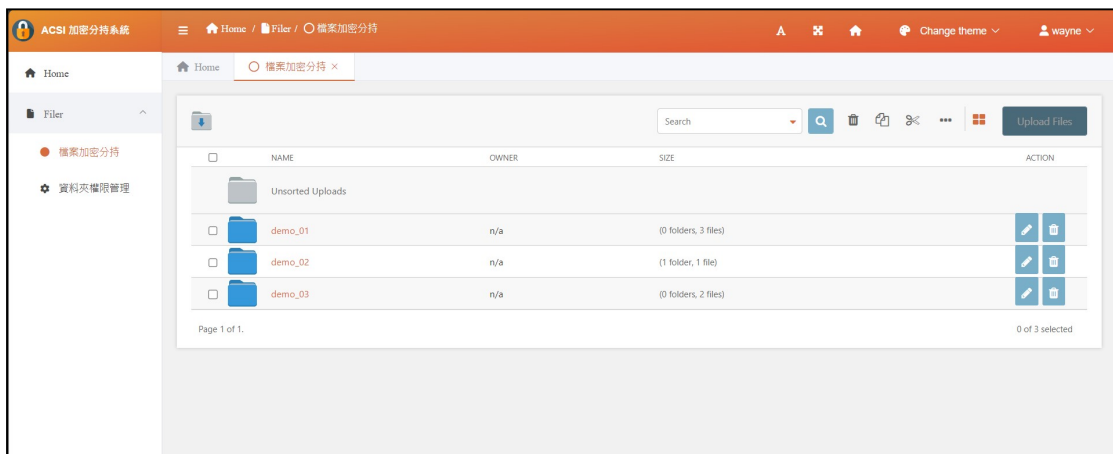 ACSI 加密分持系統
Home / Filer / 檔案加密分持
A
Change theme
wayne
Home
Filer
檔案加密分持
資料夾權限管理
Home
檔案加密分持 ×
Search
Upload Files
NAME OWNER SIZE ACTION
Unsorted Uploads
demo_01 n/a (0 folders, 3 files)
demo_02 n/a (1 folder, 1 file)
demo_03 n/a (0 folders, 2 files)
Page 1 of 1. 0 of 3 selected